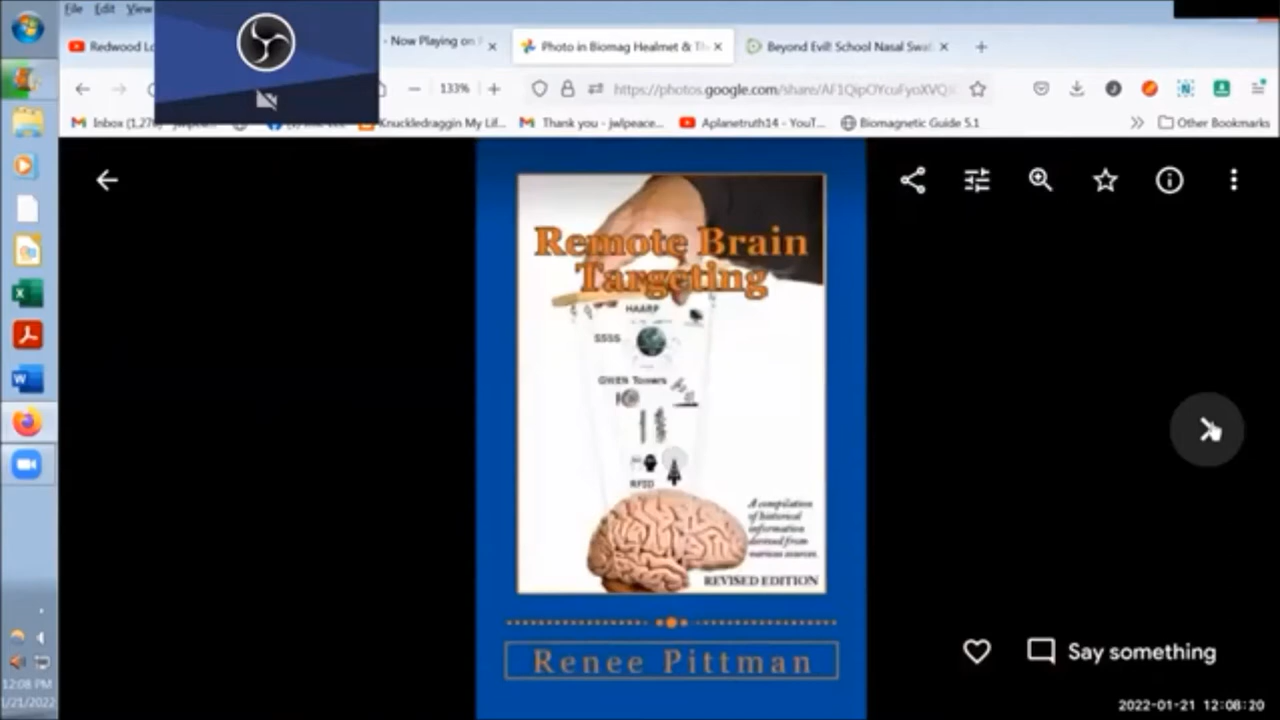 File Edit View
Redwood Lo
- Now Playing on
Photo in Biomag Healmet & Th
Beyond Evil! School Nasal Swa
133%
https://photos.google.com/share/AF1QipOYcuFyoXVQ
Inbox (1,27
jwlpeac
Knuckledraggin My Lif...
Thank you - jwlpeace...
Aplanetruth14 - YouT...
Biomagnetic Guide 5.1
Other Bookmarks
Remote Brain
Targeting
HAARP
SSSS
GWEN Towers
RFID
A compilation
of historical
information
derived from
various sources.
REVISED EDITION
Renee Pittman
Say something
12:08 PM
1/21/2022
2022-01-21 12:08:20